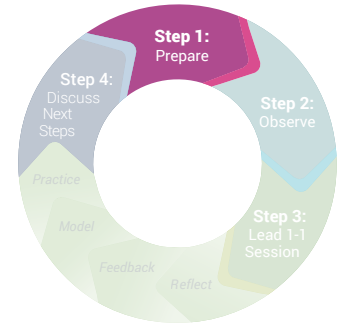 Step 1:
Prepare
Step 2:
Observe
Step 3:
Lead 1-1
Session
Reflect
Feedback
Model
Practice
Step 4:
Discuss
Next
Steps